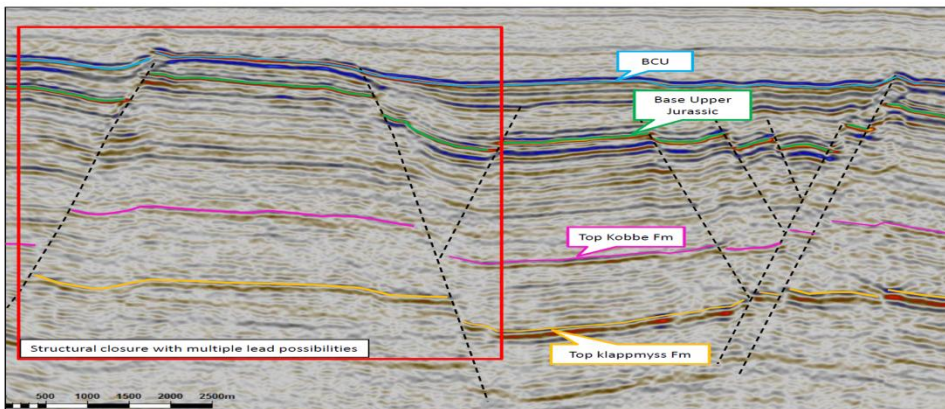 BCU
Base Upper
Jurassic
Top Kobbe Fm
Top klappmyss Fm
Structural closure with multiple lead possibilities
500 1000 1500 2000 2500m